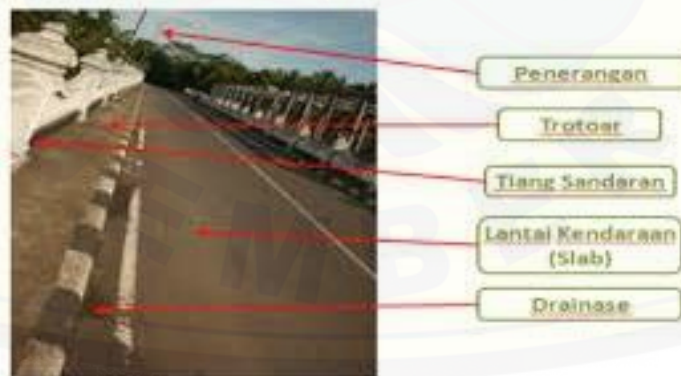 Penerangan
Trotoar
Tiang Sandaran
Lantai Kendaraan
(Slab)
Drainase